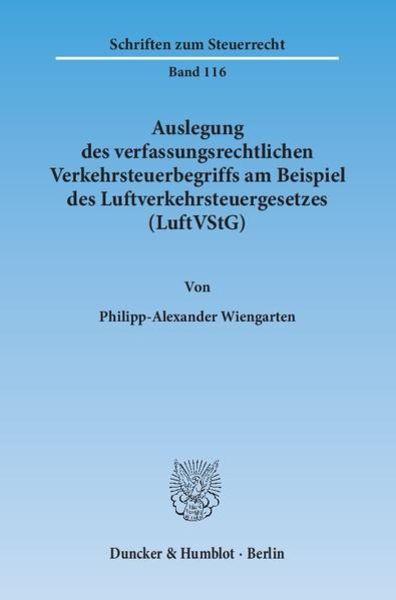 Schriften zum Steuerrecht
Band 116
Auslegung
des verfassungsrechtlichen
Verkehrsteuerbegriffs am Beispiel
des Luftverkehrsteuergesetzes
(LuftVStG)
Von
Philipp-Alexander Wiengarten
Duncker & Humblot · Berlin